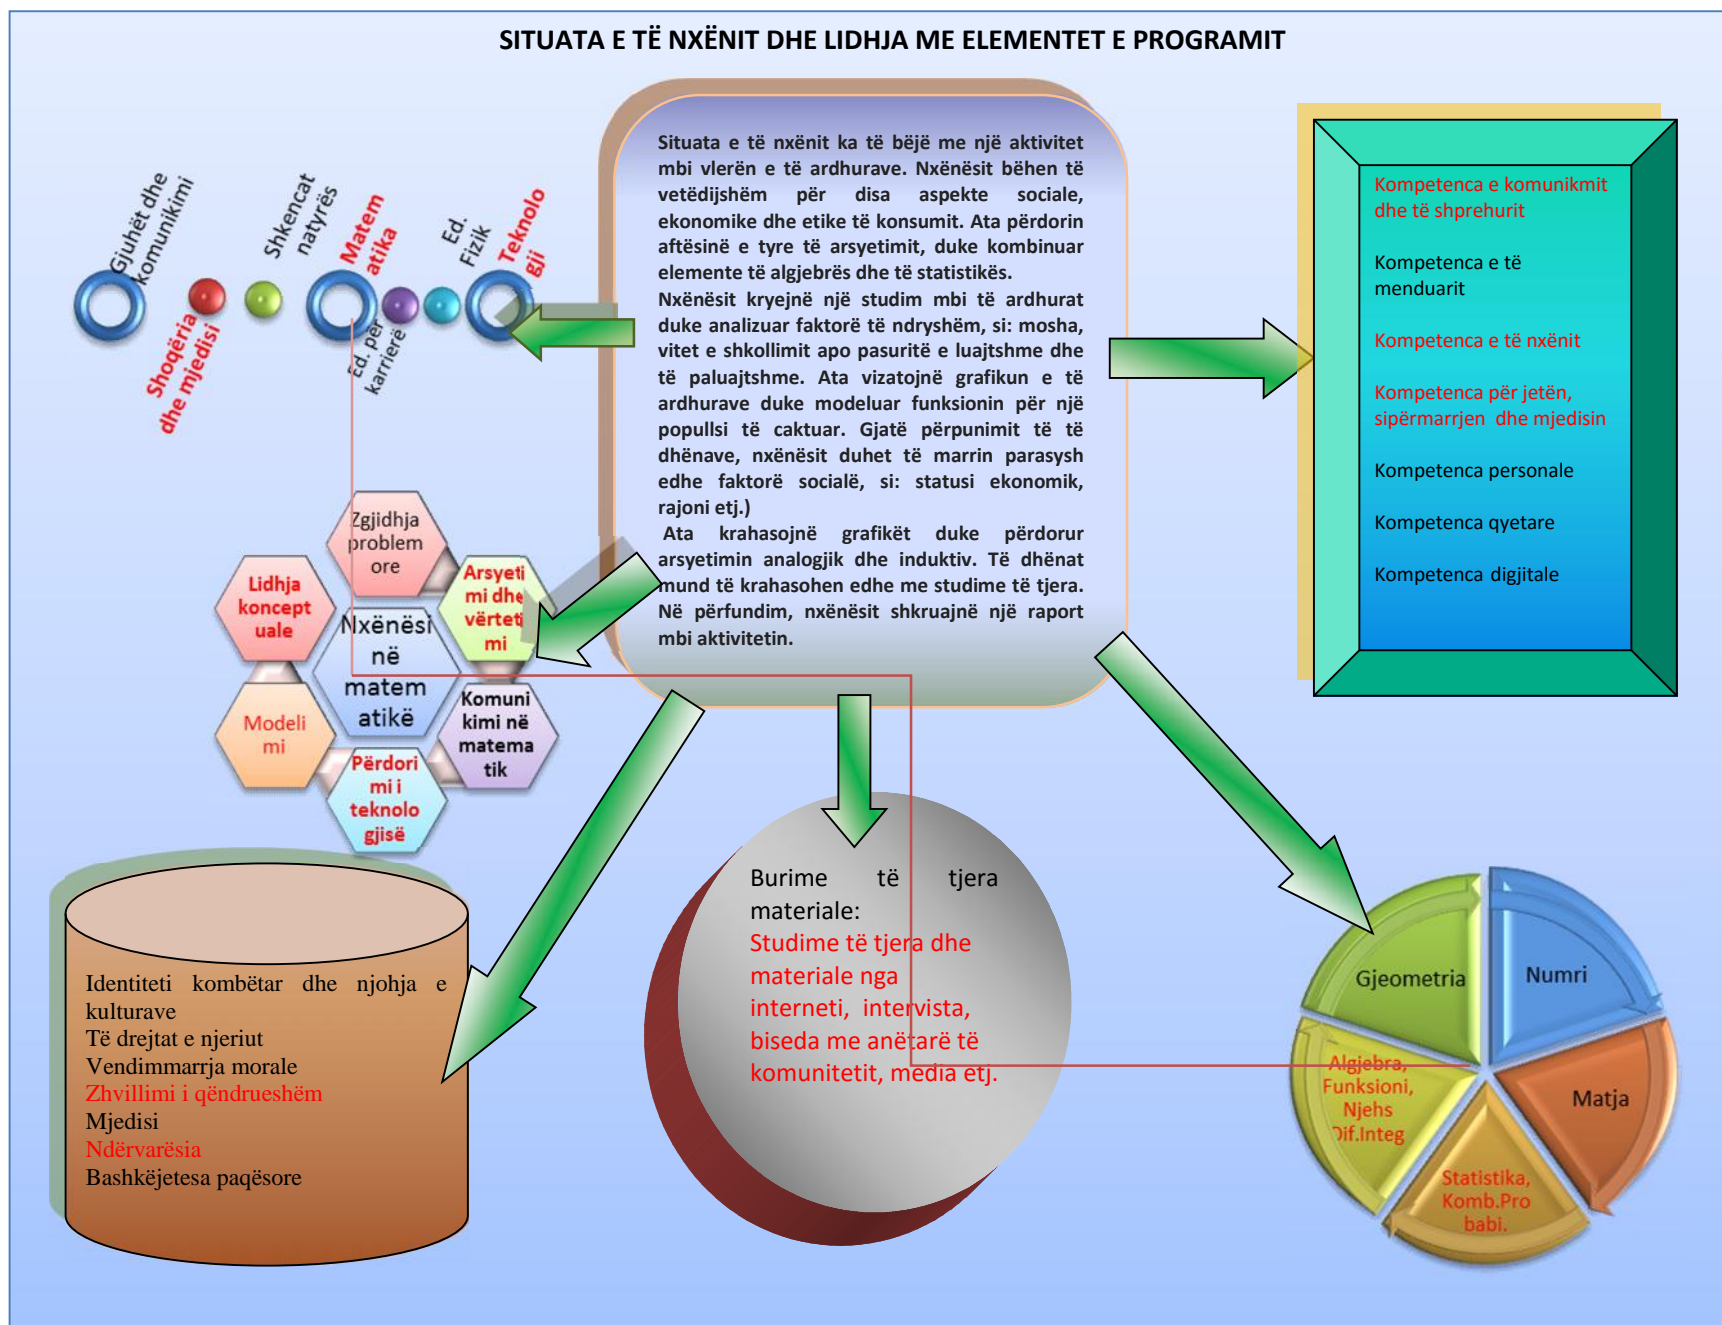 SITUATA E TË NXËNIT DHE LIDHJA ME ELEMENTET E PROGRAMIT
Gjuhët dhe
komunikimi
Shoqëria
dhe mjedisi
Shkencat
natyrës
Matem
atika
Ed. për
karrierë
Ed.
Fizik
Teknolo
gji
Situata e të nxënit ka të bëjë me një aktivitet
mbi vlerën e të ardhurave. Nxënësit bëhen të
vetëdijshëm për disa aspekte sociale,
ekonomike dhe etike të konsumit. Ata përdorin
aftësinë e tyre të arsyetimit, duke kombinuar
elemente të algjebrës dhe të statistikës.
Nxënësit kryejnë një studim mbi të ardhurat
duke analizuar faktorë të ndryshëm, si: mosha,
vitet e shkollimit apo pasuritë e luajtshme dhe
të paluajtshme. Ata vizatojnë grafikun e të
ardhurave duke modeluar funksionin për një
popullsi të caktuar. Gjatë përpunimit të të
dhënave, nxënësit duhet të marrin parasysh
edhe faktorë socialë, si: statusi ekonomik,
rajoni etj.)
Ata krahasojnë grafikët duke përdorur
arsyetimin analogjik dhe induktiv. Të dhënat
mund të krahasohen edhe me studime të tjera.
Në përfundim, nxënësit shkruajnë një raport
mbi aktivitetin.
Kompetenca e komunikmit
dhe të shprehurit
Kompetenca e të
menduarit
Kompetenca e të nxënit
Kompetenca për jetën,
sipërmarrjen dhe mjedisin
Kompetenca personale
Kompetenca qyetare
Kompetenca digjitale
Zgjidhja
problem
ore
Lidhja
koncept
uale
Arsyeti
mi dhe
vërteti
mi
Nxënësi
në
matem
atikë
Modeli
mi
Komuni
kimi në
matema
tik
Përdori
mi i
teknolo
gjisë
Identiteti kombëtar dhe njohja e
kulturave
Të drejtat e njeriut
Vendimmarrja morale
Zhvillimi i qëndrueshëm
Mjedisi
Ndërvarësia
Bashkëjetesa paqësore
Burime të tjera
materiale:
Studime të tjera dhe
materiale nga
interneti, intervista,
biseda me anëtarë të
komunitetit, media etj.
Gjeometria
Numri
Algjebra,
Funksioni,
Njehs
Dif.Integ
Matja
Statistika,
Komb.Pro
babi.